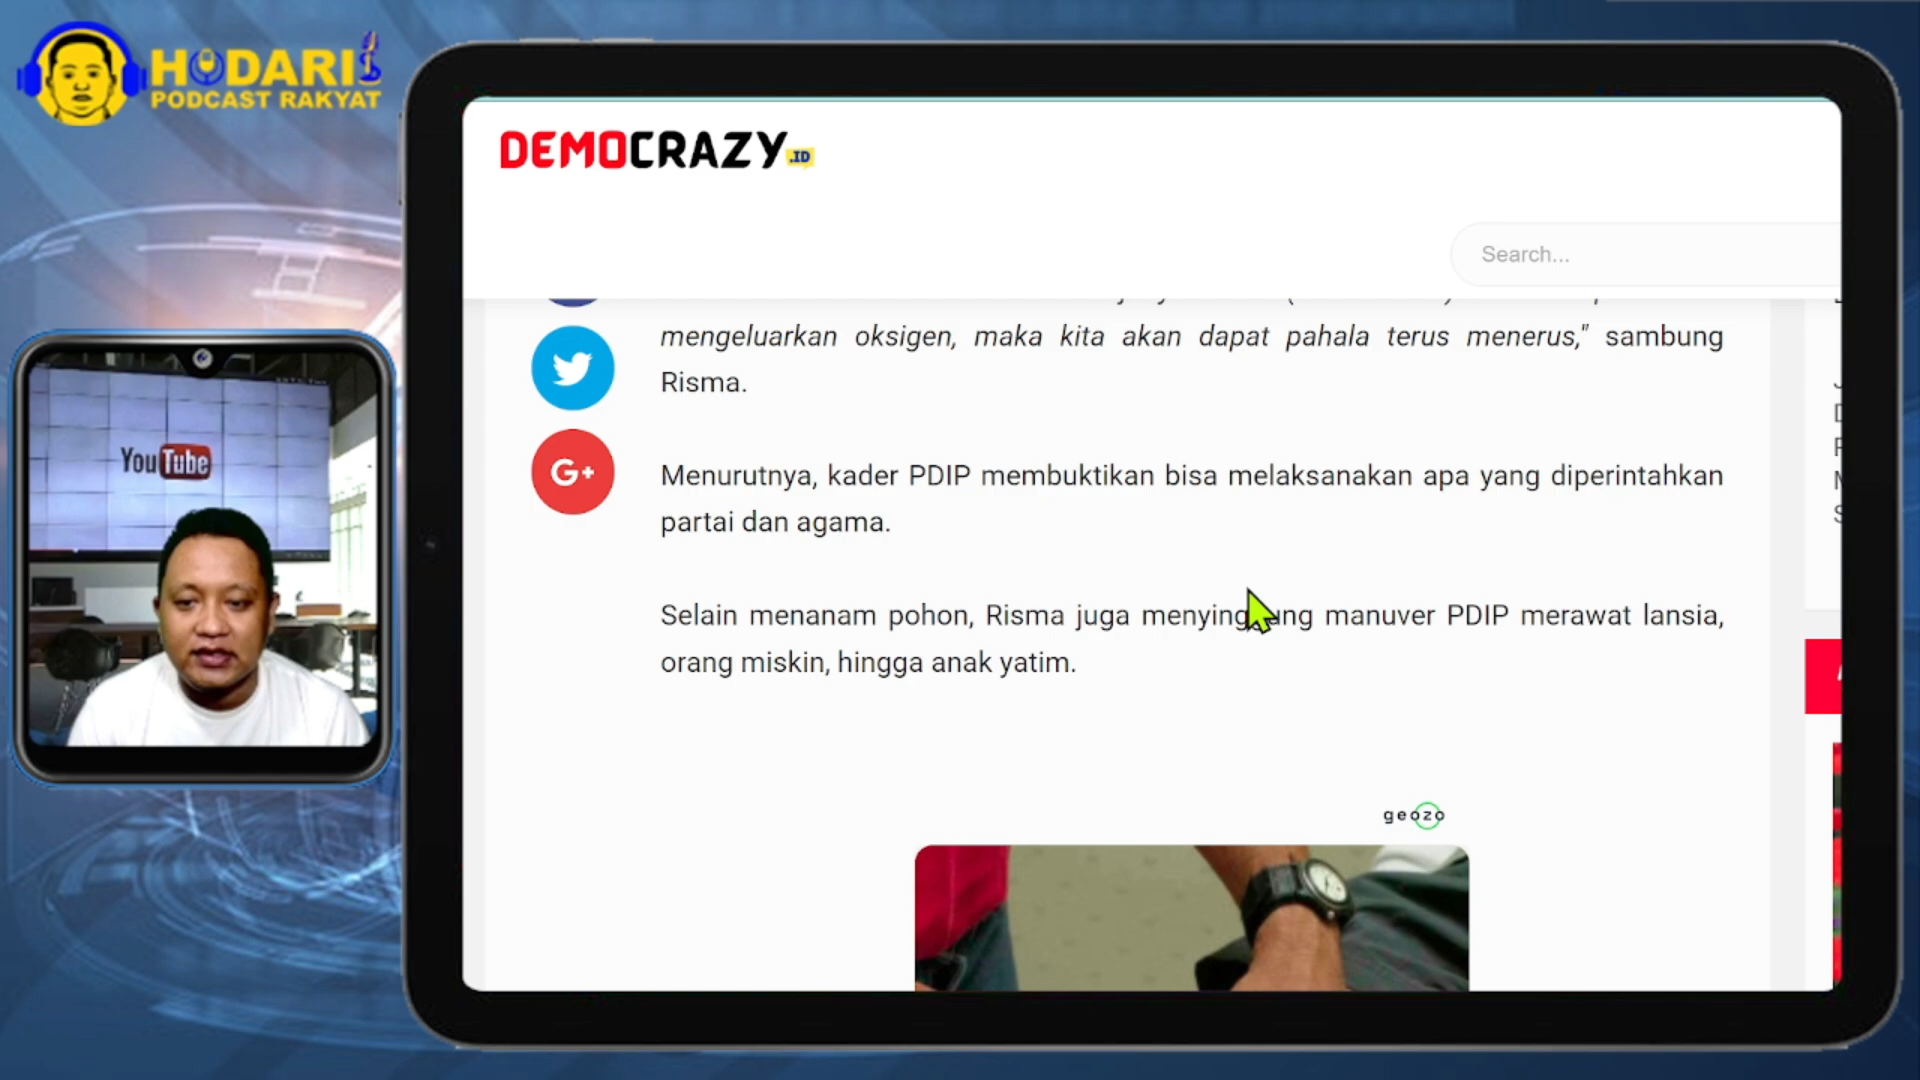 HODARI
PODCAST RAKYAT
DEMOCRAZY.ID
Search...
mengeluarkan oksigen, maka kita akan dapat pahala terus menerus," sambung
Risma.
G+
Menurutnya, kader PDIP membuktikan bisa melaksanakan apa yang diperintahkan
partai dan agama.
Selain menanam pohon, Risma juga menyinggung manuver PDIP merawat lansia,
orang miskin, hingga anak yatim.
YouTube
geozo